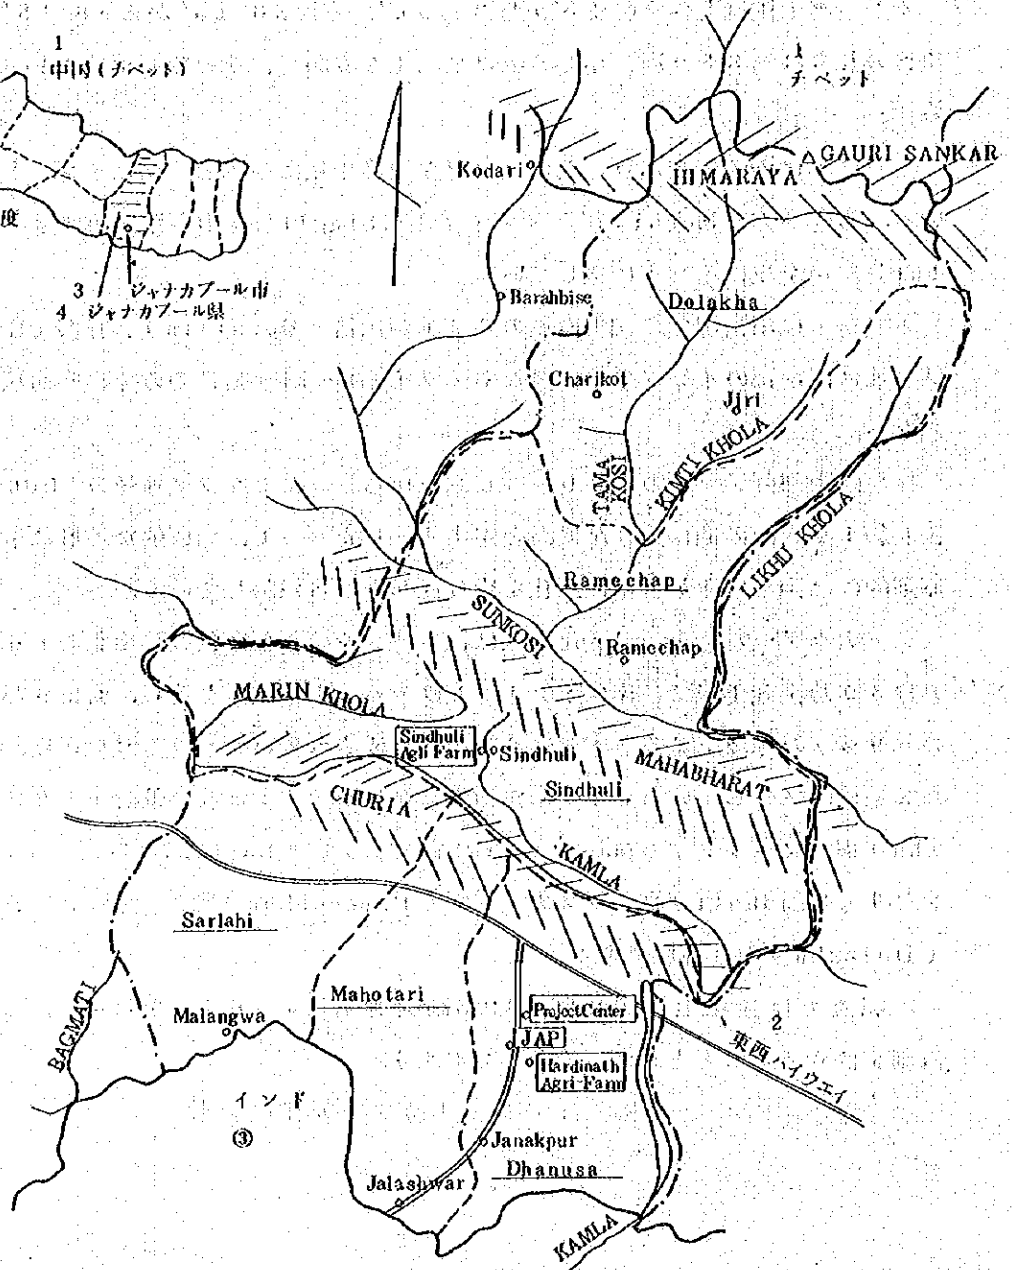 1
中国(チベット)
度
3 ジャナカプール市
4 ジャナカプール県
1
チベット
GAURI SANKAR
HIMARAYA
Kodari
Barahbise
Dolakha
Charikot
Jiri
TAMA
KOSI
KIMTI KHOLA
LIKHU KHOLA
Ramechap
SUNKOSI
Ramechap
MARIN KHOLA
Sindhuli
Agli Farm
Sindhuli
MAHABHARAT
Sindhuli
CHURIA
KAMLA
Sarlahi
Mahotari
BAGMATI
Malangwa
Project Center
JAP
Hardinath
Agri-Farm
2
東西ハイウエイ
インド
③
Janakpur
Dhanusa
Jalashwar
KAMLA